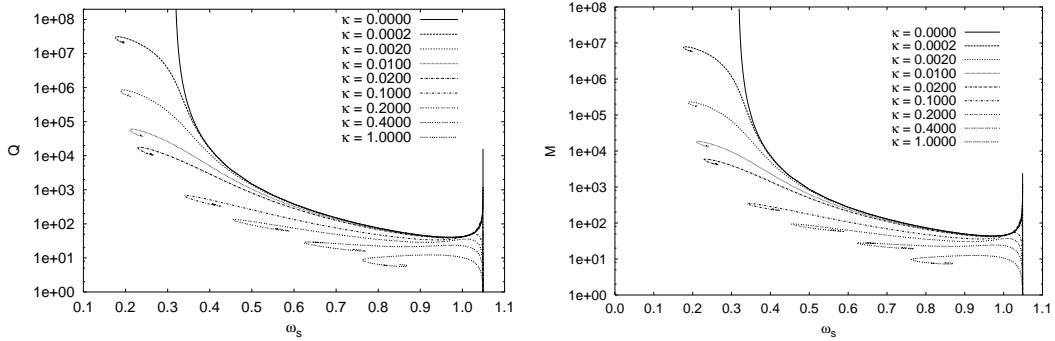 1e+08
1e+07
1e+06
1e+05
1e+04
1e+03
1e+02
1e+01
1e+00
Q
0.1 0.2 0.3 0.4 0.5 0.6 0.7 0.8 0.9 1.0 1.1
ωs
κ = 0.0000
κ = 0.0002
κ = 0.0020
κ = 0.0100
κ = 0.0200
κ = 0.1000
κ = 0.2000
κ = 0.4000
κ = 1.0000
1e+08
1e+07
1e+06
1e+05
1e+04
1e+03
1e+02
1e+01
1e+00
M
0.0 0.1 0.2 0.3 0.4 0.5 0.6 0.7 0.8 0.9 1.0 1.1
ωs
κ = 0.0000
κ = 0.0002
κ = 0.0020
κ = 0.0100
κ = 0.0200
κ = 0.1000
κ = 0.2000
κ = 0.4000
κ = 1.0000